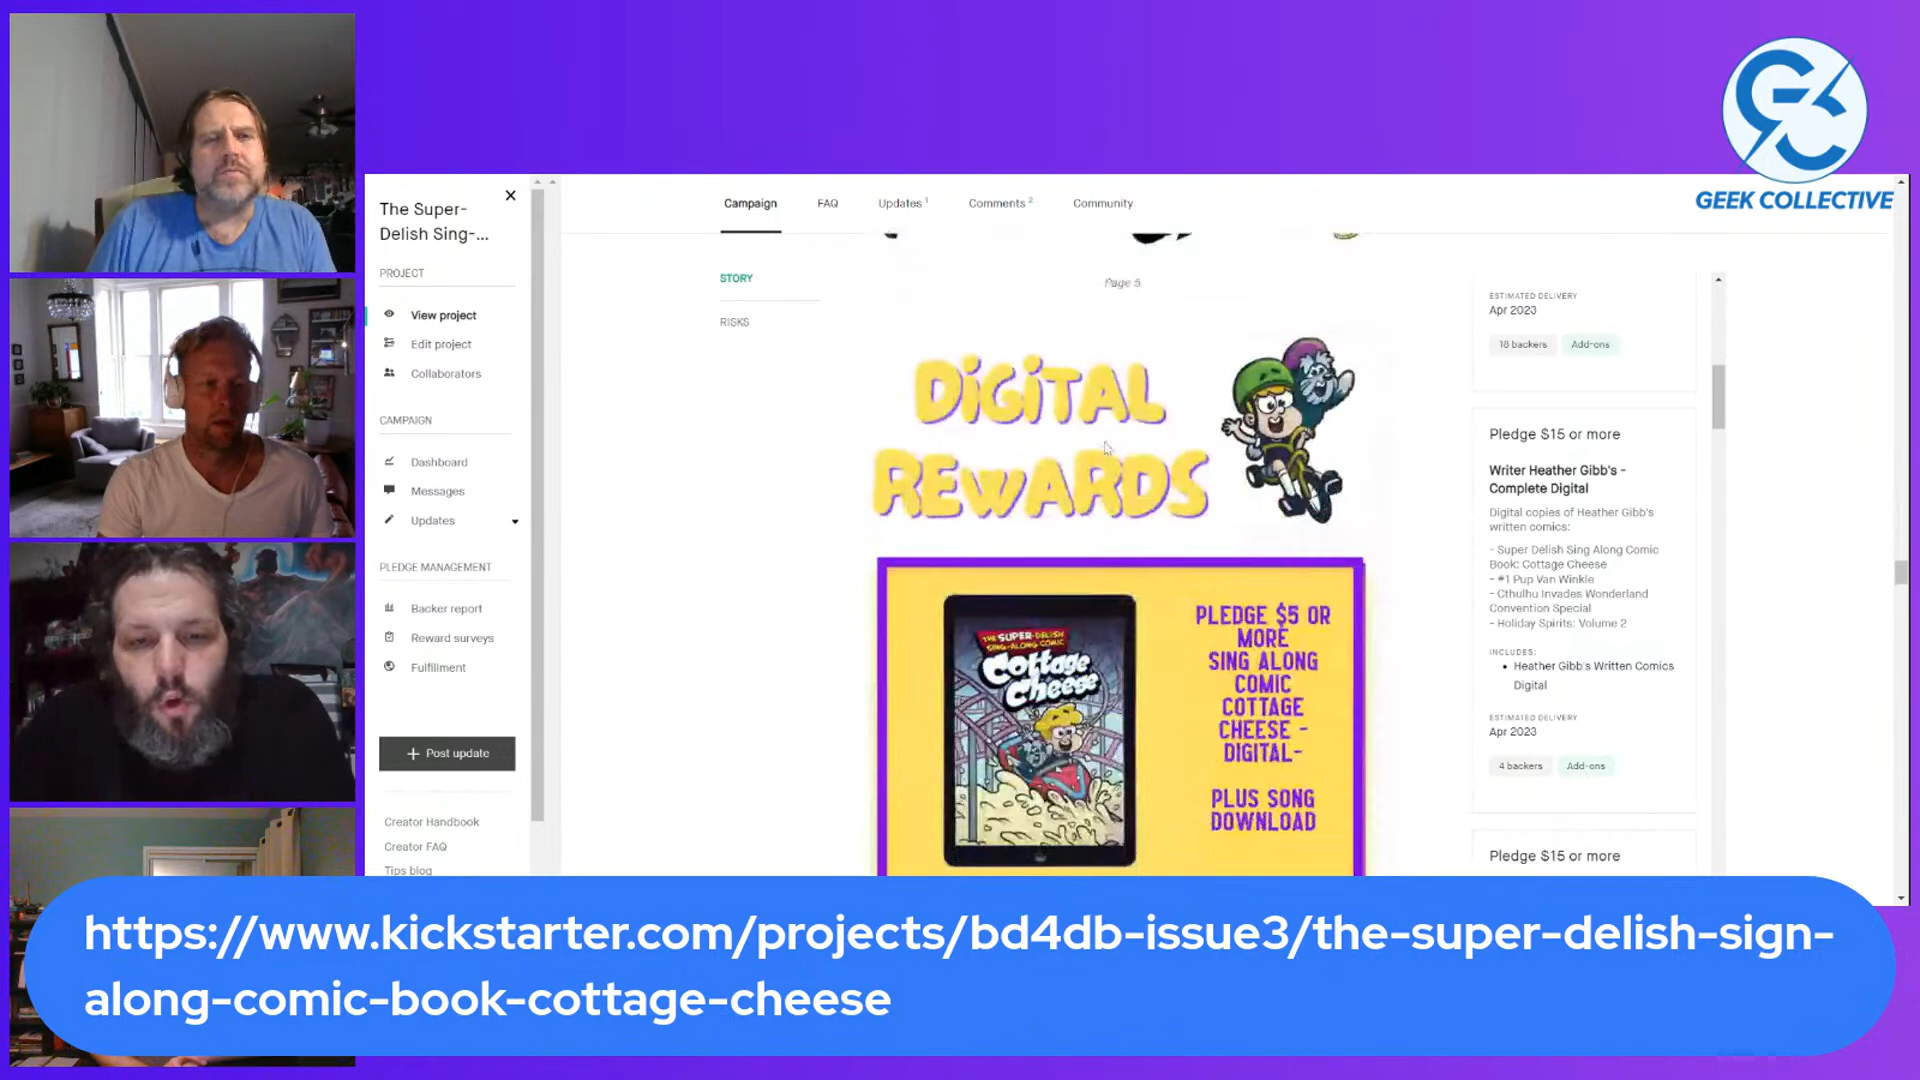 GEEK COLLECTIVE
The Super-
Delish Sing-...
PROJECT
View project
Edit project
Collaborators
CAMPAIGN
Dashboard
Messages
Updates
PLEDGE MANAGEMENT
Backer report
Reward surveys
Fulfillment
+ Post update
Creator Handbook
Creator FAQ
Tips blog
Campaign FAQ Updates 1 Comments 2 Community
STORY
RISKS
Page 5
DIGITAL
REWARDS
THE SUPER-DELISH
SING-ALONG COMIC
Cottage
Cheese
PLEDGE $5 OR
MORE
SING ALONG
COMIC
COTTAGE
CHEESE -
DIGITAL-
PLUS SONG
DOWNLOAD
ESTIMATED DELIVERY
Apr 2023
18 backers Add-ons
Pledge $15 or more
Writer Heather Gibb's -
Complete Digital
Digital copies of Heather Gibb's
written comics:
- Super Delish Sing Along Comic
Book: Cottage Cheese
- #1 Pup Van Winkle
- Cthulhu Invades Wonderland
Convention Special
- Holiday Spirits: Volume 2
INCLUDES:
• Heather Gibb's Written Comics
Digital
ESTIMATED DELIVERY
Apr 2023
4 backers Add-ons
Pledge $15 or more
https://www.kickstarter.com/projects/bd4db-issue3/the-super-delish-sign-
along-comic-book-cottage-cheese